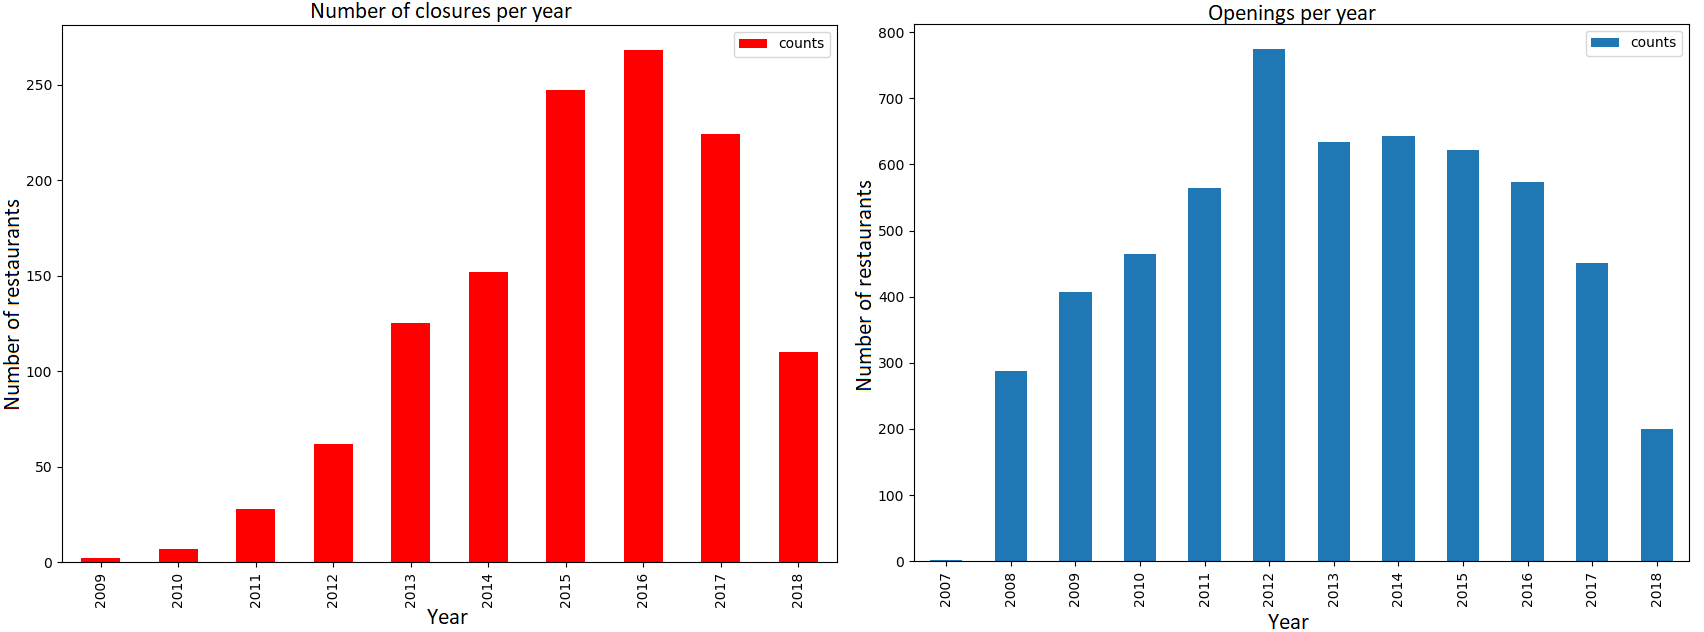 Number of closures per year
counts
Number of restaurants
250
200
150
100
50
0
2009 2010 2011 2012 2013 2014 2015 2016 2017 2018
Year
Openings per year
counts
Number of restaurants
800
700
600
500
400
300
200
100
0
2007 2008 2009 2010 2011 2012 2013 2014 2015 2016 2017 2018
Year